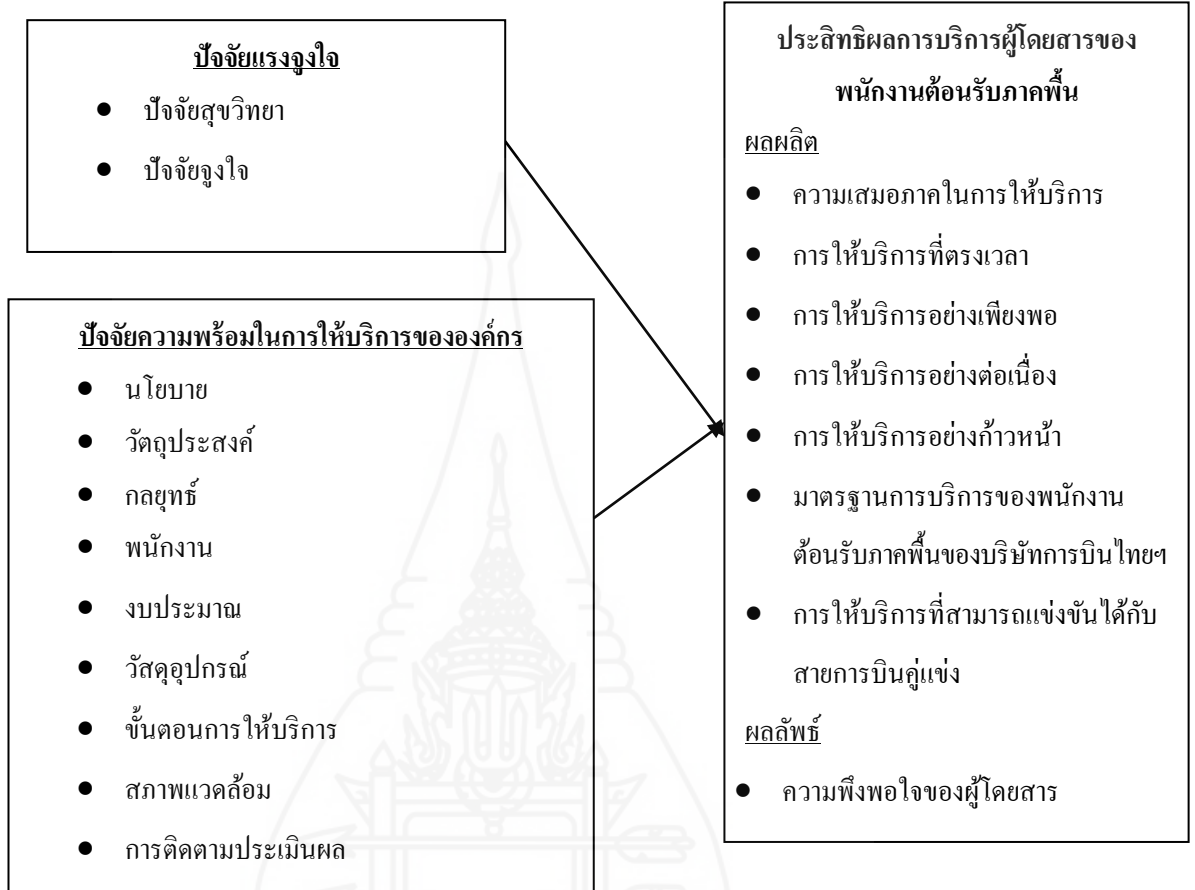 ปัจจัยแรงจูงใจ
● ปัจจัยสุขวิทยา
● ปัจจัยจูงใจ
ปัจจัยความพร้อมในการให้บริการขององค์กร
● นโยบาย
● วัตถุประสงค์
● กลยุทธ์
● พนักงาน
● งบประมาณ
● วัสดุอุปกรณ์
● ขั้นตอนการให้บริการ
● สภาพแวดล้อม
● การติดตามประเมินผล
ประสิทธิผลการบริการผู้โดยสารของ
พนักงานต้อนรับภาคพื้น
ผลผลิต
● ความเสมอภาคในการให้บริการ
● การให้บริการที่ตรงเวลา
● การให้บริการอย่างเพียงพอ
● การให้บริการอย่างต่อเนื่อง
● การให้บริการอย่างก้าวหน้า
● มาตรฐานการบริการของพนักงาน
ต้อนรับภาคพื้นของบริษัทการบินไทยฯ
● การให้บริการที่สามารถแข่งขันได้กับ
สายการบินคู่แข่ง
ผลลัพธ์
● ความพึงพอใจของผู้โดยสาร